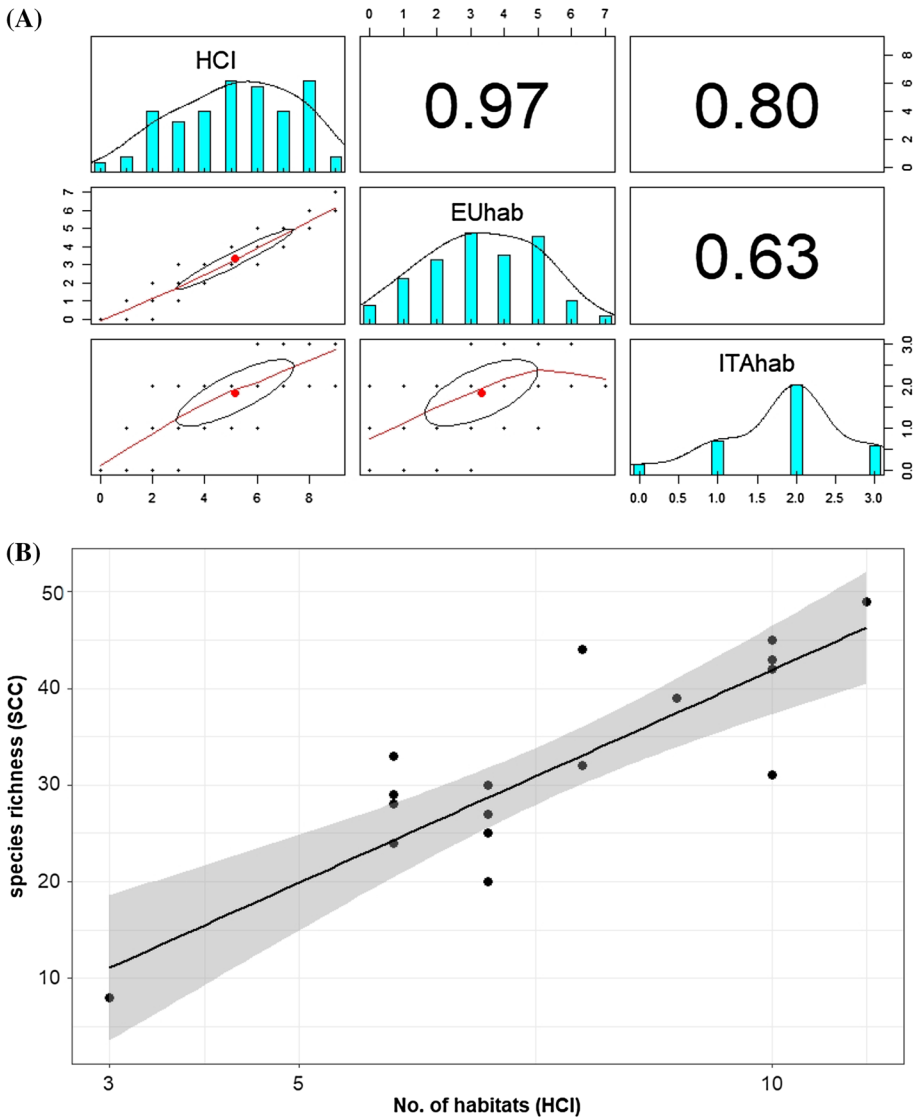 (A)
0 1 2 3 4 5 6 7
HCI
0.97
0.80
0 2 4 6 8
0 1 2 3 4 5 6 7
EUhab
0.63
ITAhab
0.0 1.0 2.0 3.0
0 2 4 6 8
0.0 0.5 1.0 1.5 2.0 2.5 3.0
(B)
species richness (SCC)
50
40
30
20
10
3 5 10
No. of habitats (HCI)